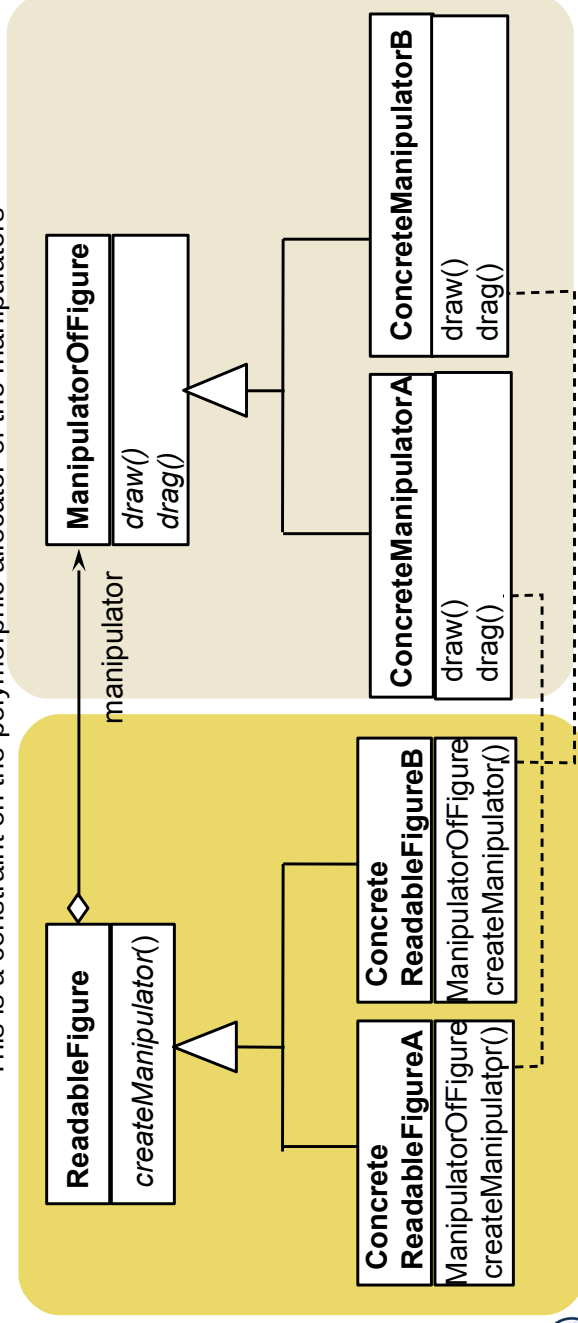 This is a constraint on the polymorphic allocator of the manipulators
ReadableFigure
createManipulator()
manipulator
ManipulatorOfFigure
draw()
drag()
Concrete
ReadableFigureA
ManipulatorOfFigure
createManipulator()
Concrete
ReadableFigureB
ManipulatorOfFigure
createManipulator()
ConcreteManipulatorA
draw()
drag()
ConcreteManipulatorB
draw()
drag()